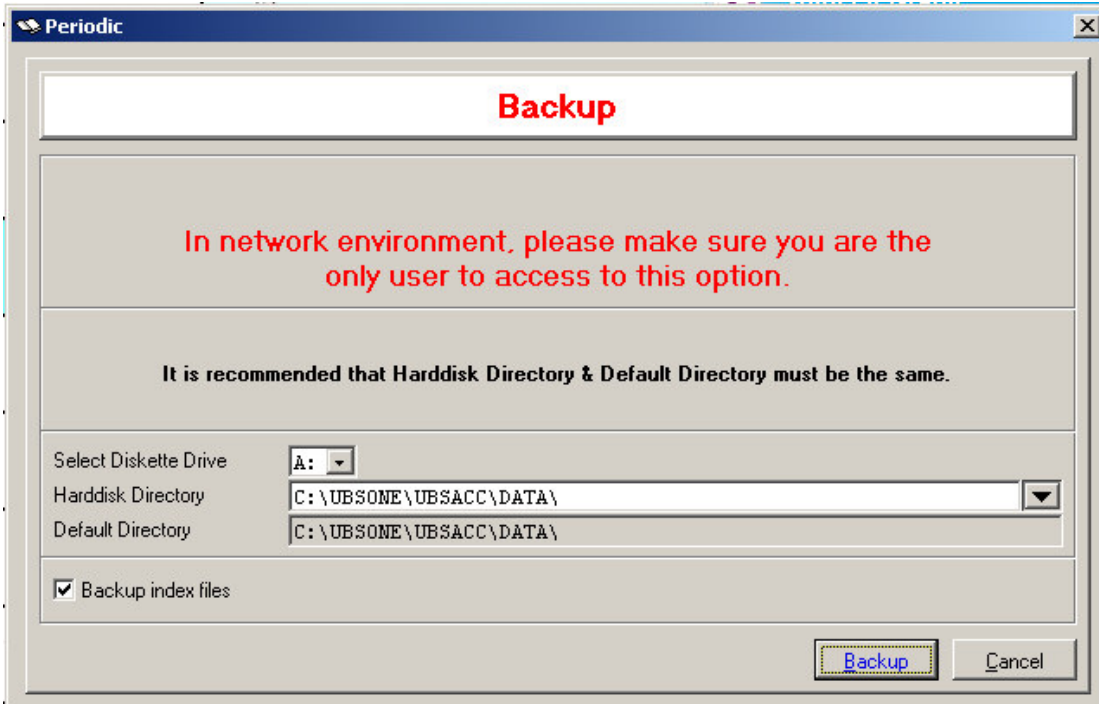 Periodic
Backup
In network environment, please make sure you are the
only user to access to this option.
It is recommended that Harddisk Directory & Default Directory must be the same.
Select Diskette Drive A:
Harddisk Directory C:\UBSONE\UBSACC\DATA\
Default Directory C:\UBSONE\UBSACC\DATA\
Backup index files
Backup Cancel